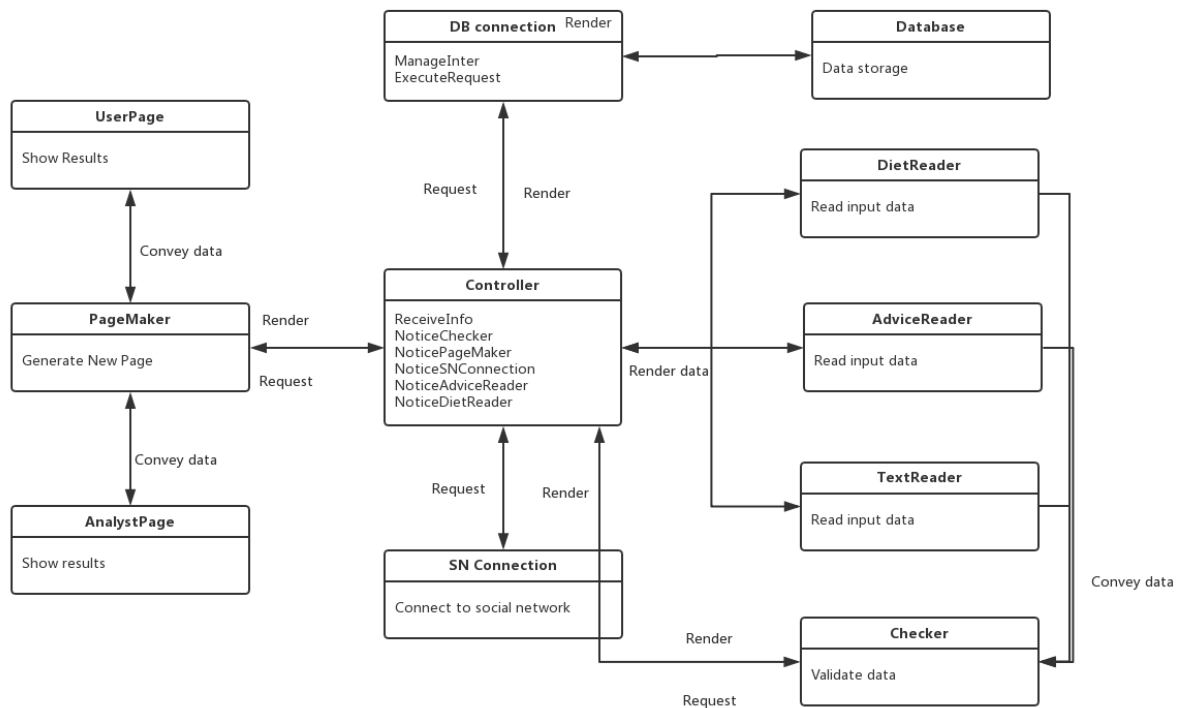 DB connection
Render
ManageInter
ExecuteRequest
Database
Data storage
UserPage
Show Results
DietReader
Read input data
Request
Render
Convey data
Controller
ReceiveInfo
NoticeChecker
NoticePageMaker
NoticeSNConnection
NoticeAdviceReader
NoticeDietReader
PageMaker
Generate New Page
Render
Request
AdviceReader
Read input data
Render data
Convey data
Request
Render
TextReader
Read input data
AnalystPage
Show results
SN Connection
Connect to social network
Convey data
Checker
Validate data
Render
Request